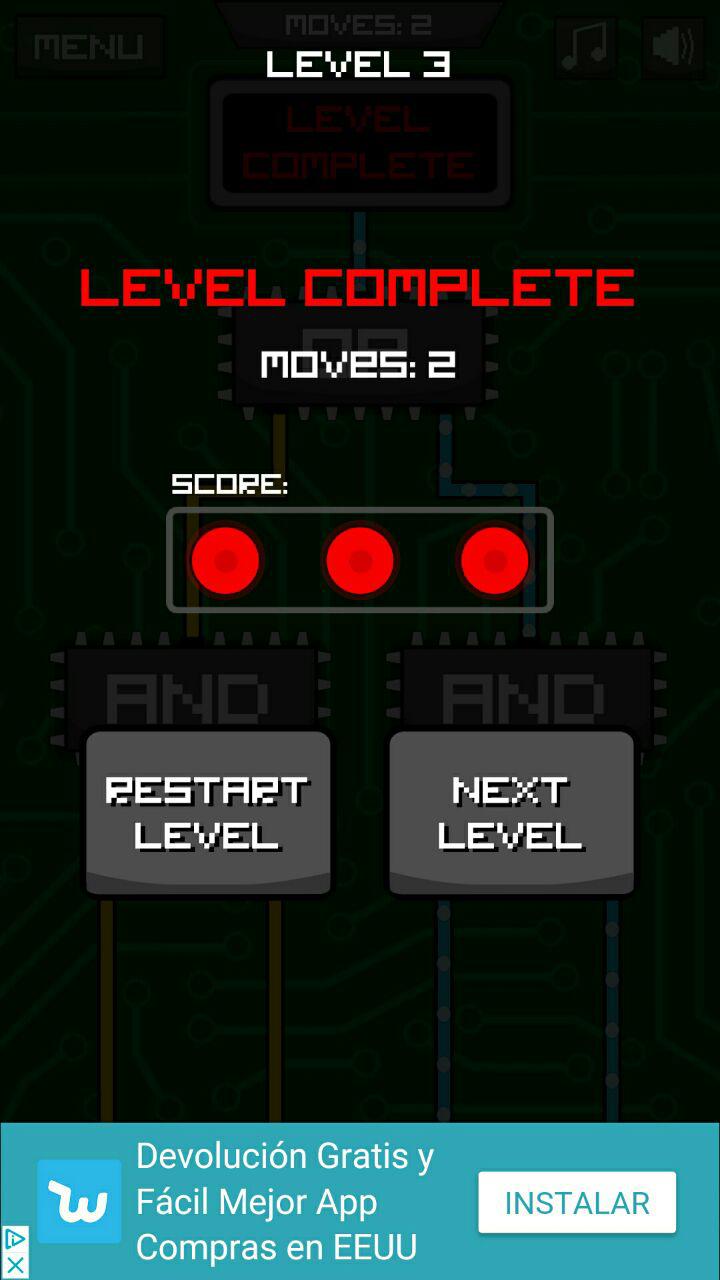 MOVES: 2
MENU
LEVEL 3
LEVEL
COMPLETE
LEVEL COMPLETE
OR
MOVES: 2
SCORE:
AND AND
RESTART
LEVEL
NEXT
LEVEL
Devolución Gratis y
Fácil Mejor App
Compras en EEUU
INSTALAR